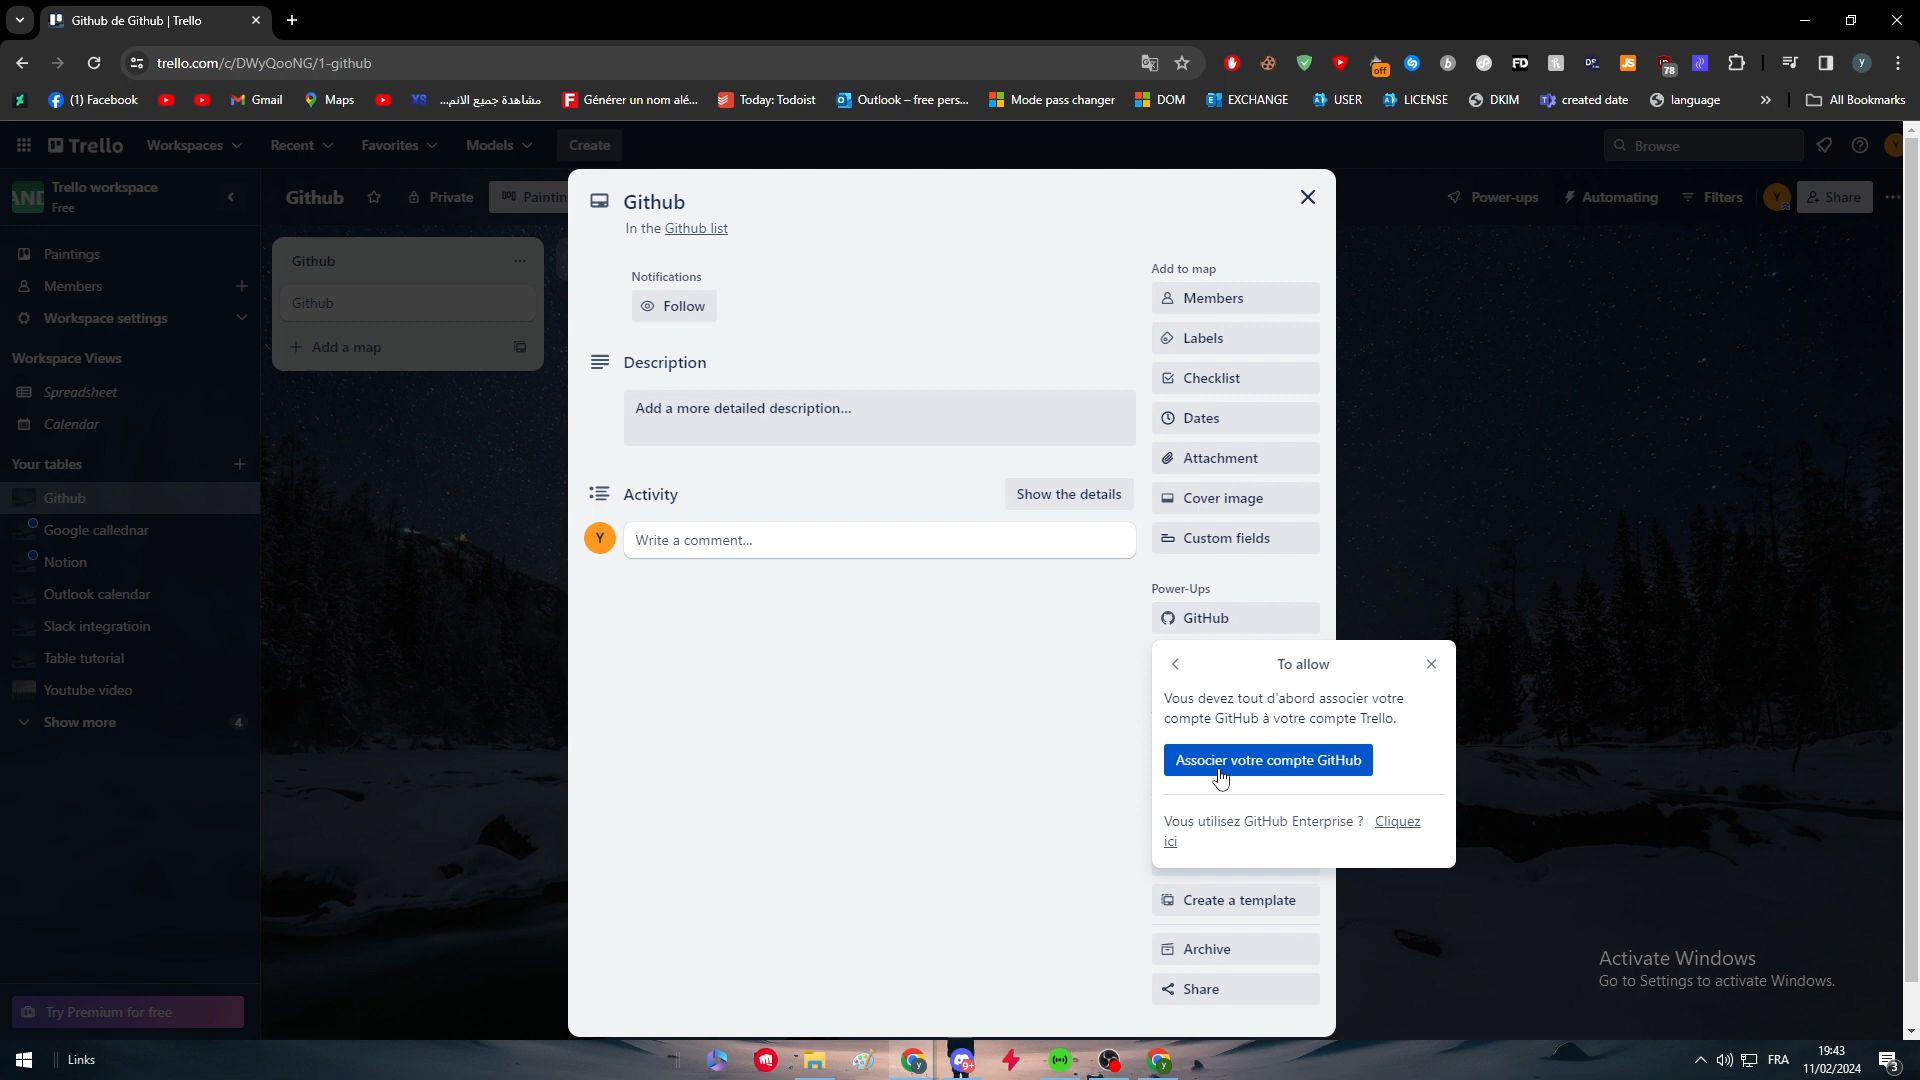 Github de Github | Trello
trello.com/c/DWyQooNG/1-github
off
FD
JS
78
y
(1) Facebook
Gmail
Maps
مشاهدة جميع الانم...
Générer un nom alé...
Today: Todoist
Outlook – free pers...
Mode pass changer
DOM
EXCHANGE
USER
LICENSE
DKIM
created date
language
All Bookmarks
Trello
Workspaces
Recent
Favorites
Models
Create
Browse
Trello workspace
Free
Github
Private
Paintin
Power-ups
Automating
Filters
Y
Share
Paintings
Members
Workspace settings
Workspace Views
Spreadsheet
Calendar
Your tables
Github
Google callednar
Notion
Outlook calendar
Slack integratioin
Table tutorial
Youtube video
Show more
4
Try Premium for free
Github
Github
Add a map
Github
In the Github list
Notifications
Follow
Description
Add a more detailed description...
Activity
Show the details
Y
Write a comment...
Add to map
Members
Labels
Checklist
Dates
Attachment
Cover image
Custom fields
Power-Ups
GitHub
To allow
Vous devez tout d'abord associer votre
compte GitHub à votre compte Trello.
Associer votre compte GitHub
Vous utilisez GitHub Enterprise ? Cliquez
ici
Create a template
Archive
Share
Activate Windows
Go to Settings to activate Windows.
Links
9+
FRA
19:43
11/02/2024
3